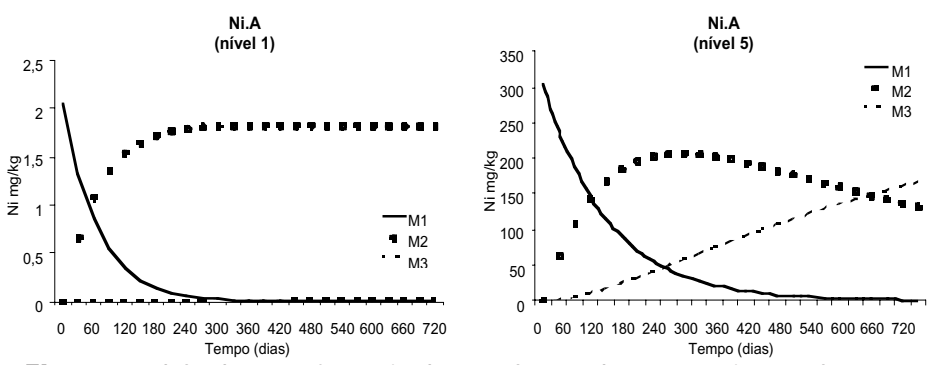 Ni.A
(nível 1)
2,5
2
1,5
1
0,5
0
Ni mg/kg
M1
M2
M3
0 60 120 180 240 300 360 420 480 540 600 660 720
Tempo (dias)
Ni.A
(nível 5)
350
300
250
200
150
100
50
0
Ni mg/kg
M1
M2
M3
0 60 120 180 240 300 360 420 480 540 600 660 720
Tempo (dias)